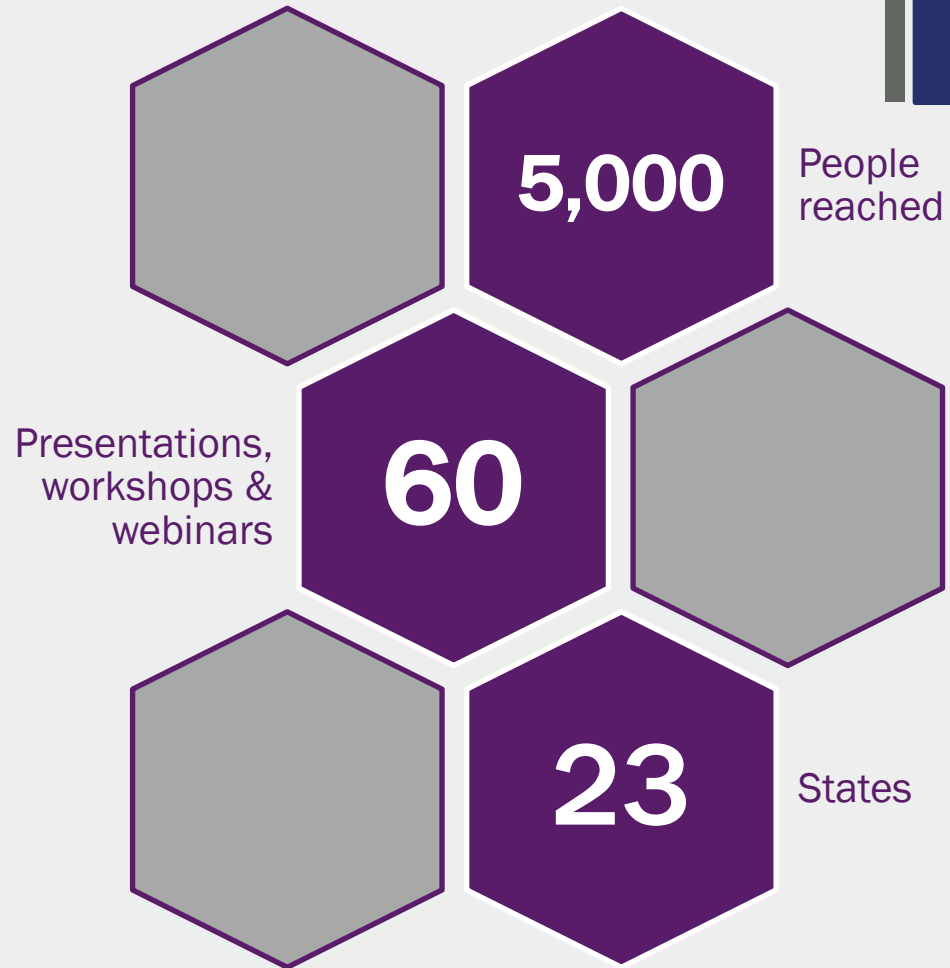 5,000
People
reached
Presentations,
workshops &
webinars
60
23
States